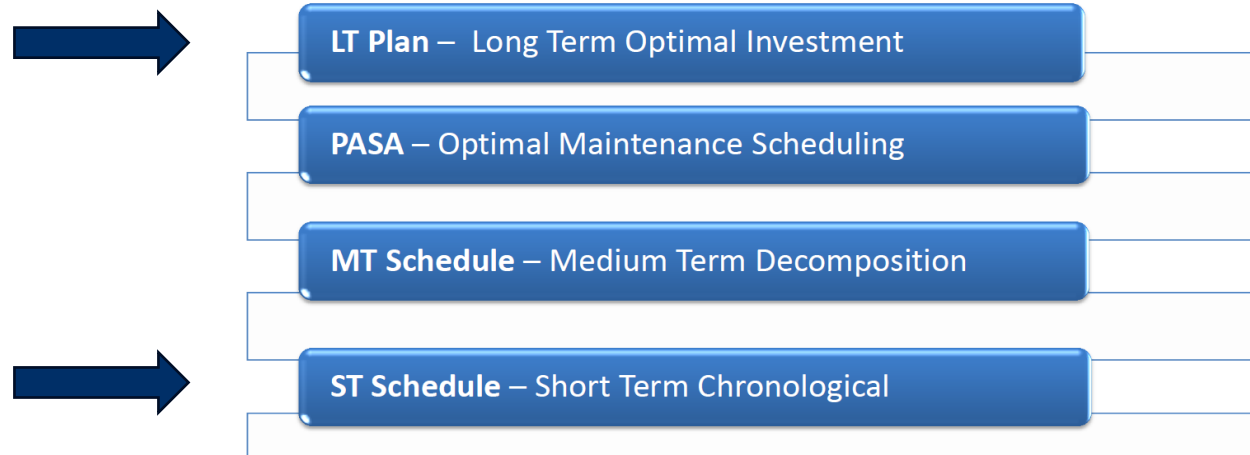 LT Plan – Long Term Optimal Investment
PASA – Optimal Maintenance Scheduling
MT Schedule – Medium Term Decomposition
ST Schedule – Short Term Chronological